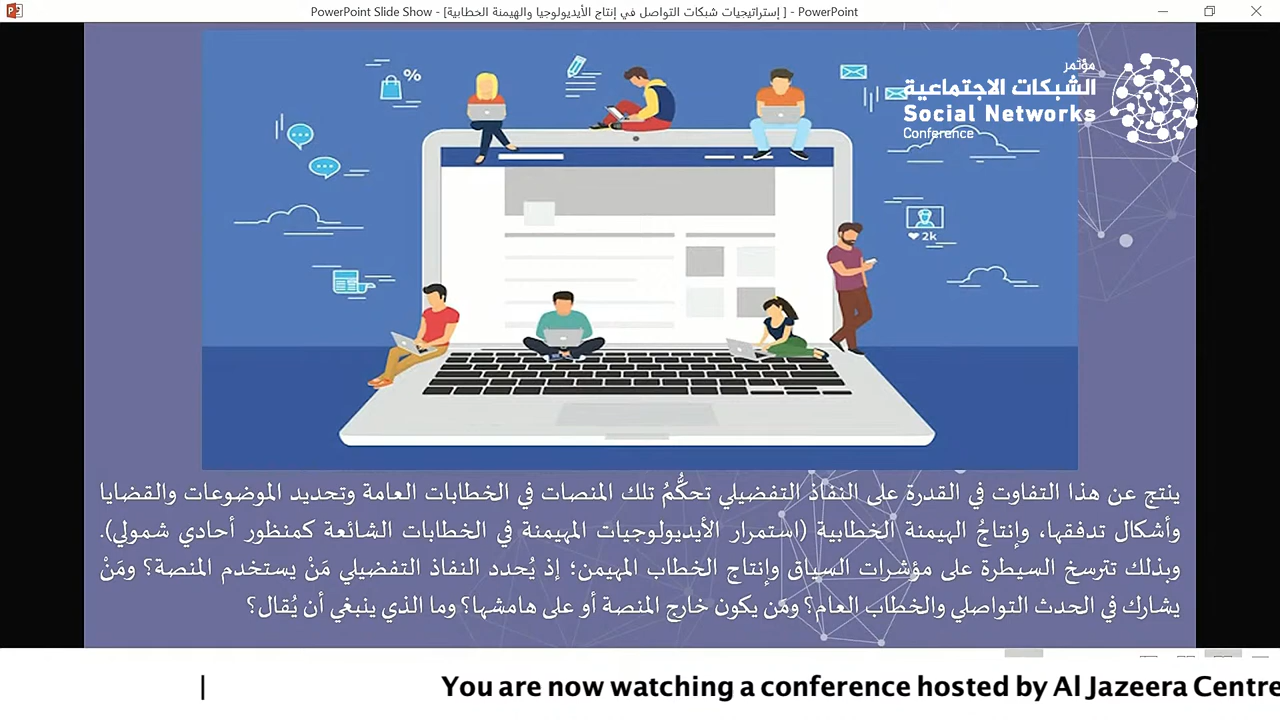 PowerPoint Slide Show - [إستراتيجيات شبكات التواصل في إنتاج الأيديولوجيا والهيمنة الخطابية] - PowerPoint
مؤتمر
الشبكات الاجتماعية
Social Networks
Conference
%
2k
ينتج عن هذا التفاوت في القدرة على النفاذ التفضيلي تحكُّمُ تلك المنصات في الخطابات العامة وتحديد الموضوعات والقضايا
وأشكال تدفقها، وإنتاجُ الهيمنة الخطابية (استمرار الأيديولوجيات المهيمنة في الخطابات الشائعة كمنظور أحادي شمولي).
وبذلك تترسخ السيطرة على مؤشرات السياق وإنتاج الخطاب المهيمن؛ إذ يُحدد النفاذ التفضيلي مَنْ يستخدم المنصة؟ ومَنْ
يشارك في الحدث التواصلي والخطاب العام؟ ومَن يكون خارج المنصة أو على هامشها؟ وما الذي ينبغي أن يُقال؟
| You are now watching a conference hosted by Al Jazeera Centre